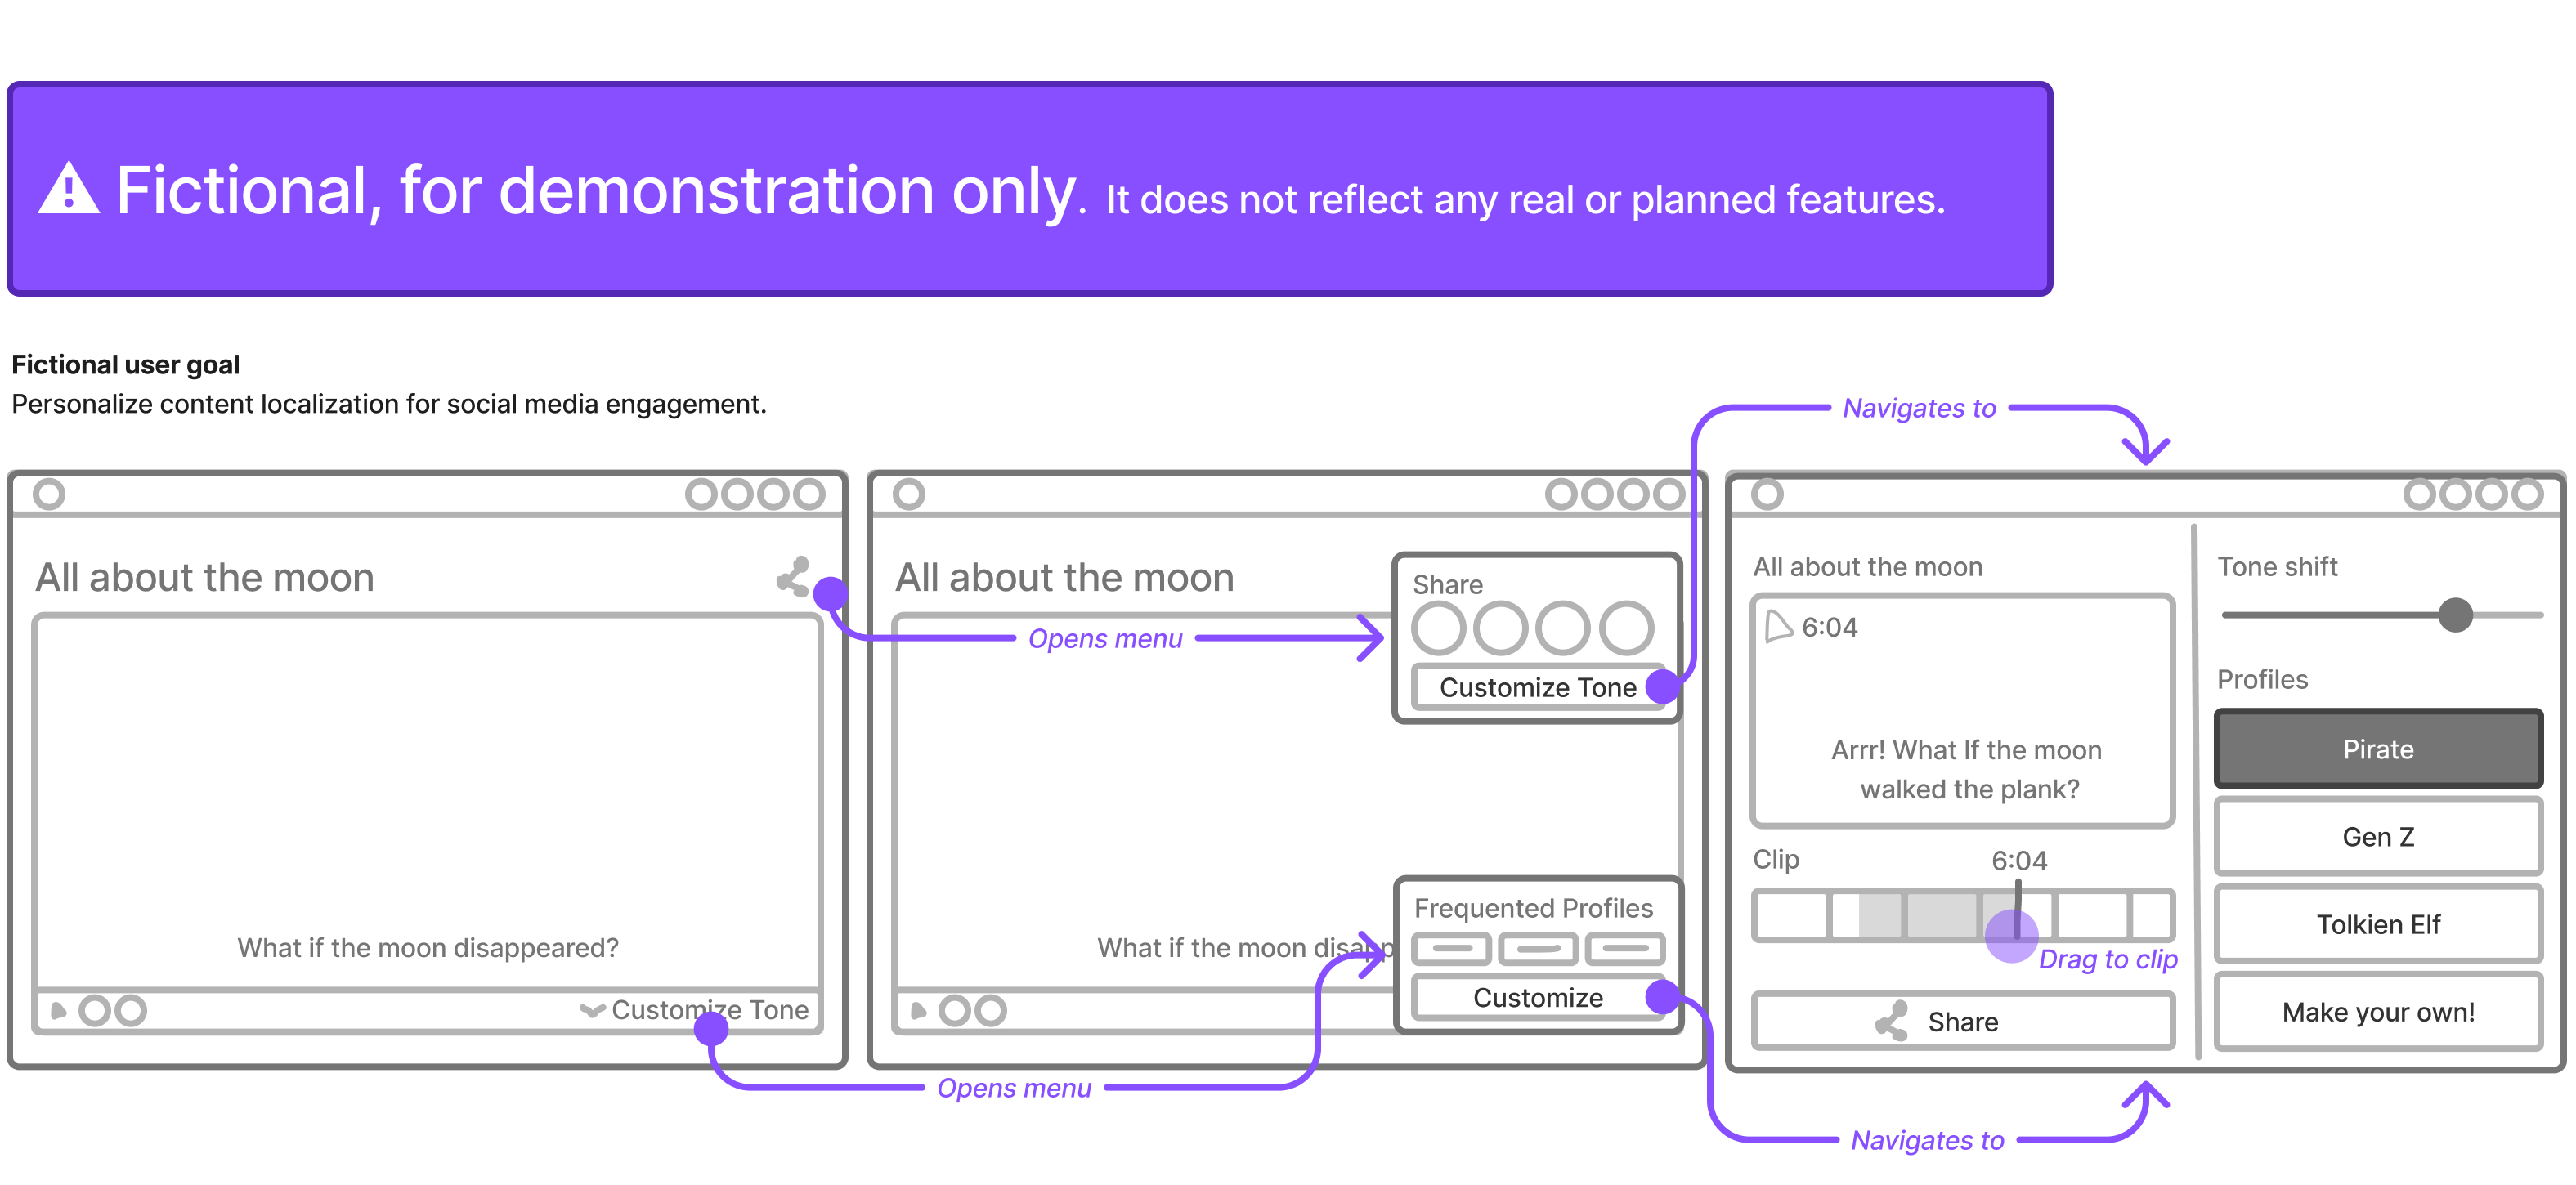 Fictional, for demonstration only. It does not reflect any real or planned features.
Fictional user goal
Personalize content localization for social media engagement.
All about the moon
What if the moon disappeared?
Customize Tone
Opens menu
Opens menu
All about the moon
Share
Customize Tone
What if the moon disapp
Frequented Profiles
Customize
Navigates to
Navigates to
All about the moon
6:04
Arrr! What If the moon
walked the plank?
Clip
6:04
Drag to clip
Share
Tone shift
Profiles
Pirate
Gen Z
Tolkien Elf
Make your own!